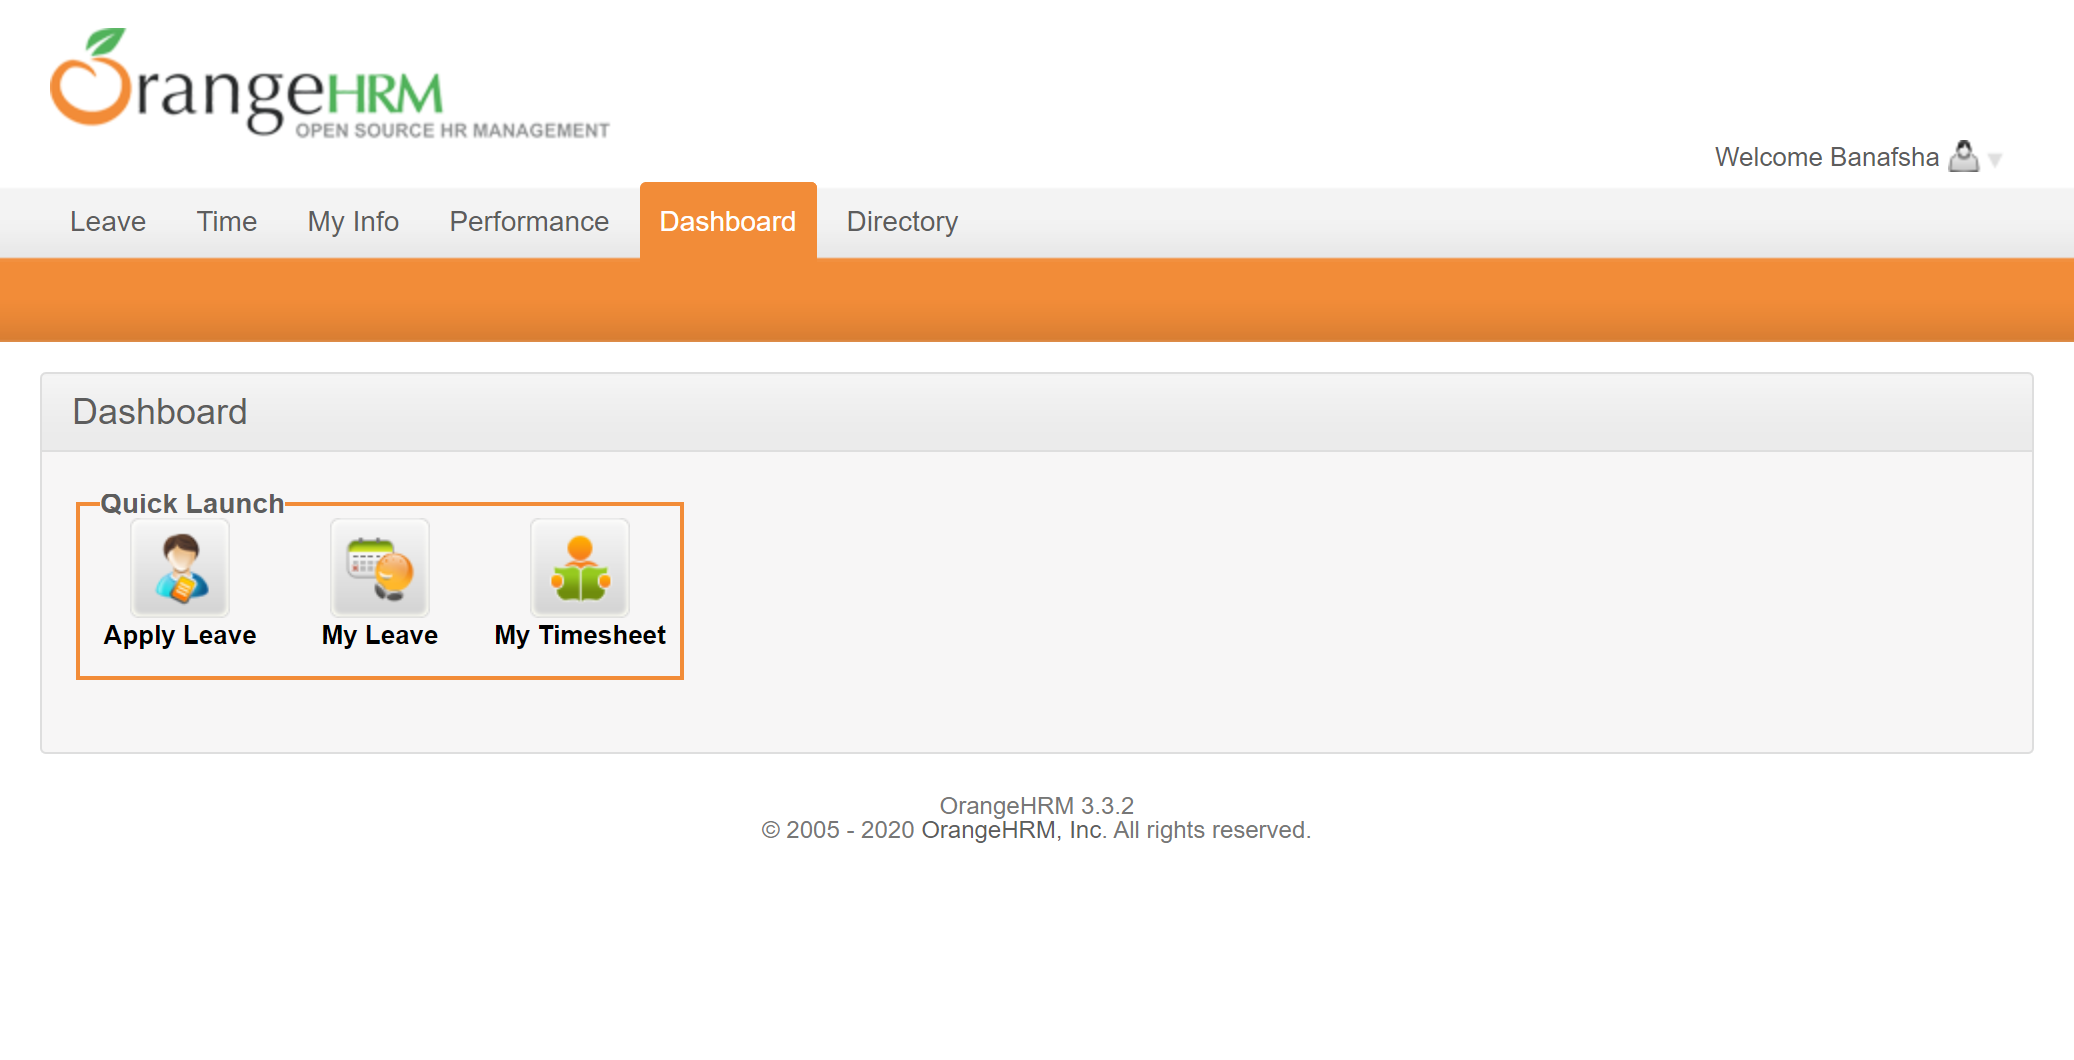 OrangeHRM
OPEN SOURCE HR MANAGEMENT
Welcome Banafsha
Leave Time My Info Performance Dashboard Directory
Dashboard
Quick Launch
Apply Leave My Leave My Timesheet
OrangeHRM 3.3.2
© 2005 - 2020 OrangeHRM, Inc. All rights reserved.